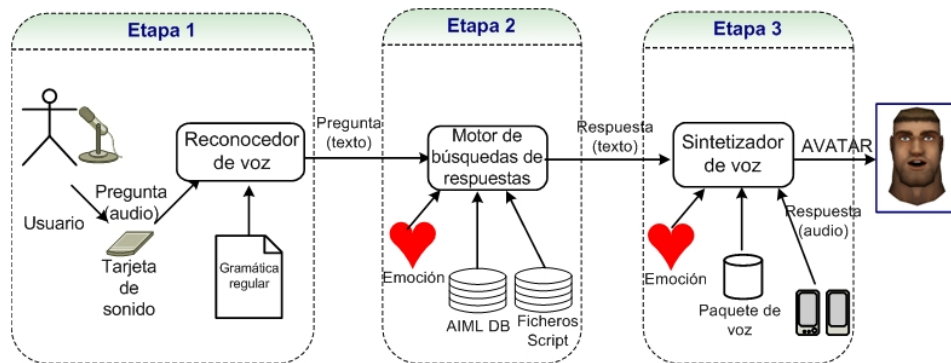 Etapa 1
Etapa 2
Etapa 3
Usuario
Pregunta
(audio)
Tarjeta
de
sonido
Reconocedor
de voz
Gramática
regular
Pregunta
(texto)
Motor de
búsquedas de
respuestas
Emoción
AIML DB
Ficheros
Script
Respuesta
(texto)
Sintetizador
de voz
Emoción
Paquete de
voz
Respuesta
(audio)
AVATAR